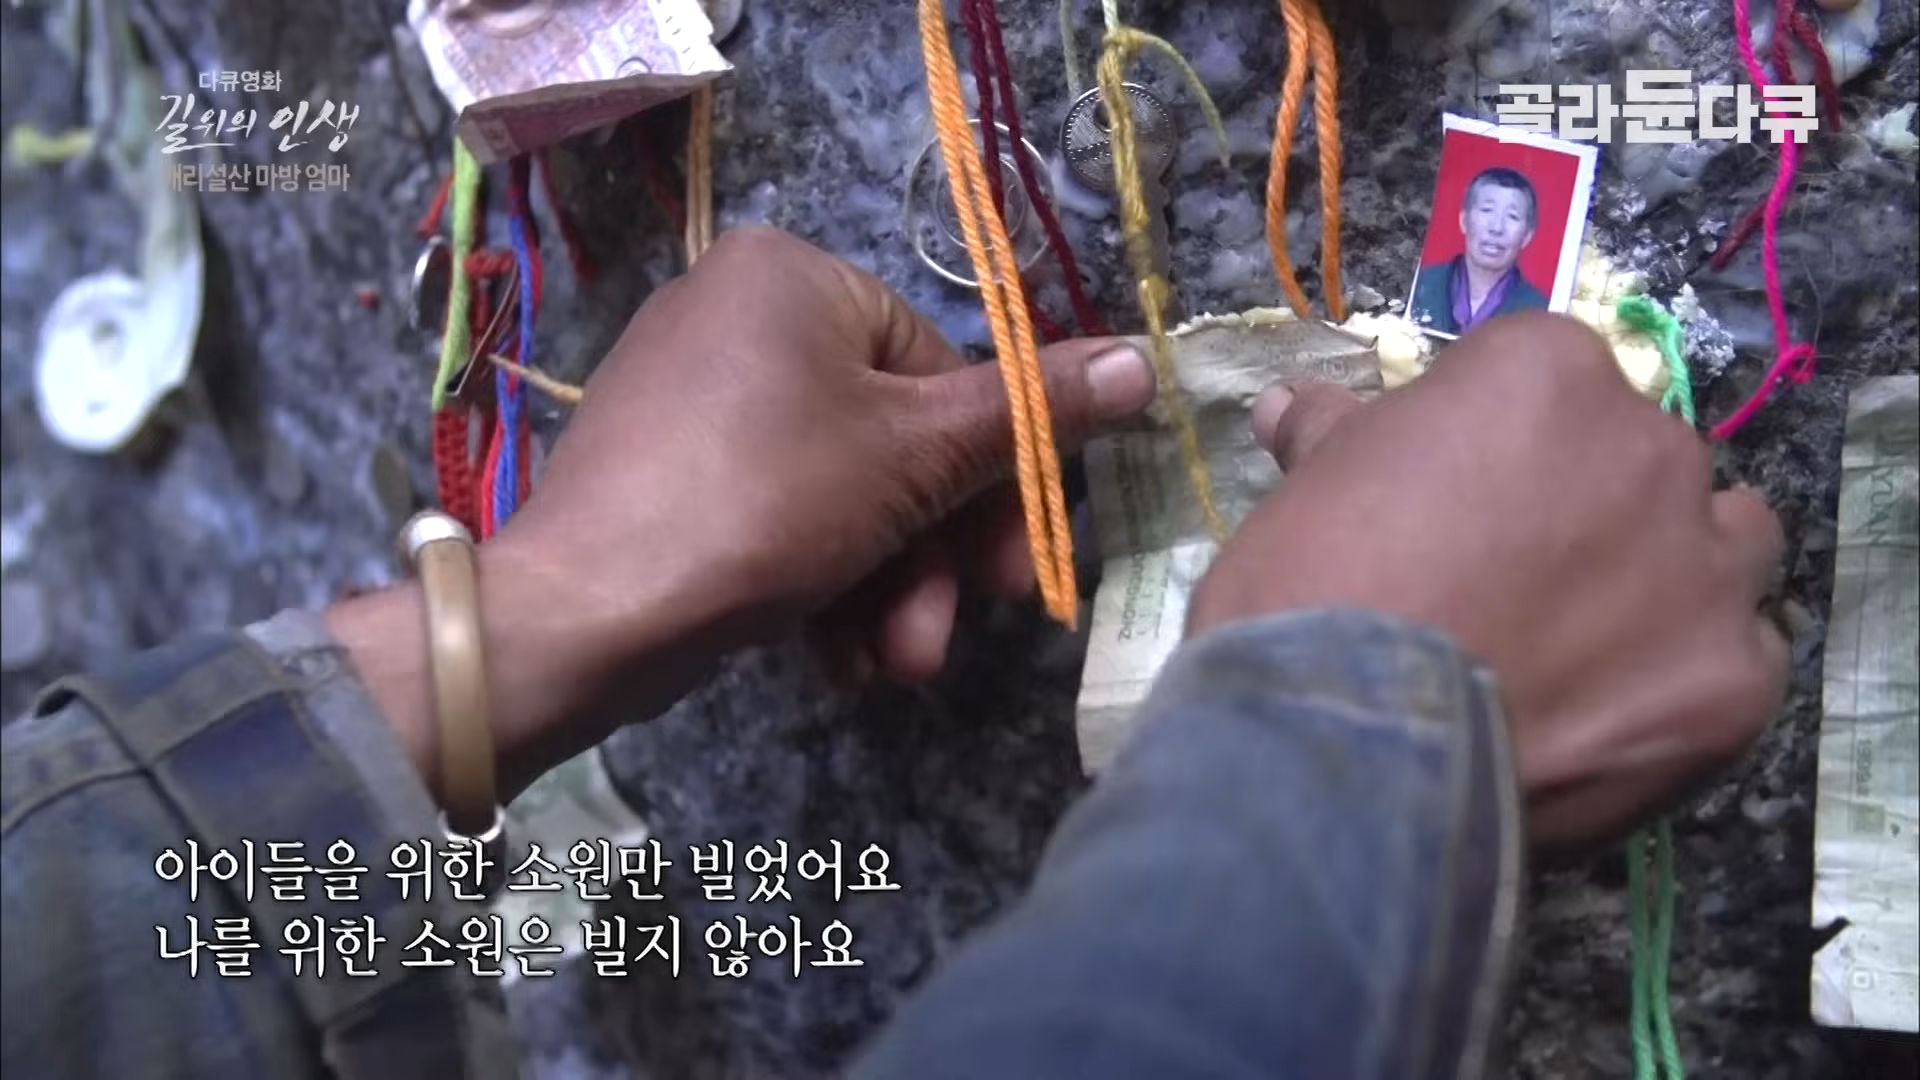 다큐영화
길 위의 인생
매리설산 마방 엄마
골라듄다큐
YUAN
1999
아이들을 위한 소원만 빌었어요
나를 위한 소원은 빌지 않아요